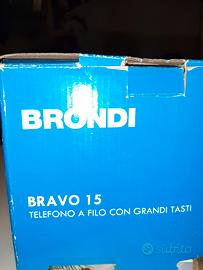 BRONDI
BRAVO 15
TELEFONO A FILO CON GRANDI TASTI
subito